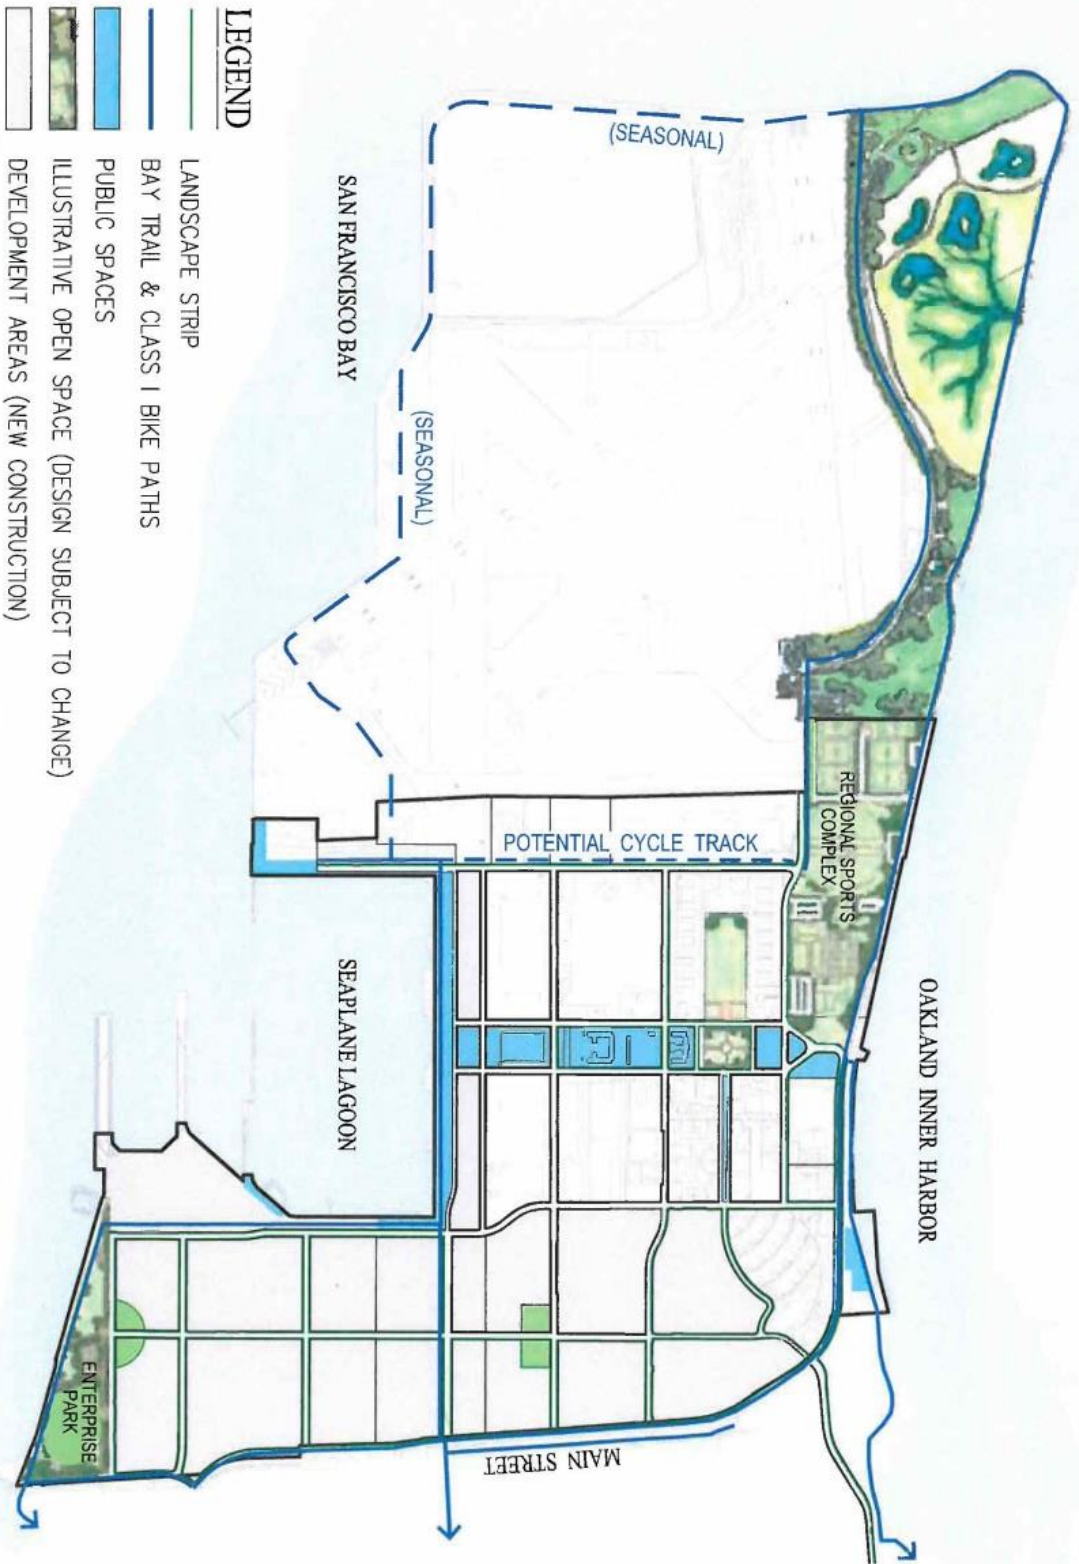 OAKLAND INNER HARBOR
REGIONAL SPORTS
COMPLEX
(SEASONAL)
POTENTIAL CYCLE TRACK
MAIN STREET
(SEASONAL)
SAN FRANCISCO BAY
SEAPLANE LAGOON
ENTERPRISE
PARK
LEGEND
LANDSCAPE STRIP
BAY TRAIL & CLASS I BIKE PATHS
PUBLIC SPACES
ILLUSTRATIVE OPEN SPACE (DESIGN SUBJECT TO CHANGE)
DEVELOPMENT AREAS (NEW CONSTRUCTION)